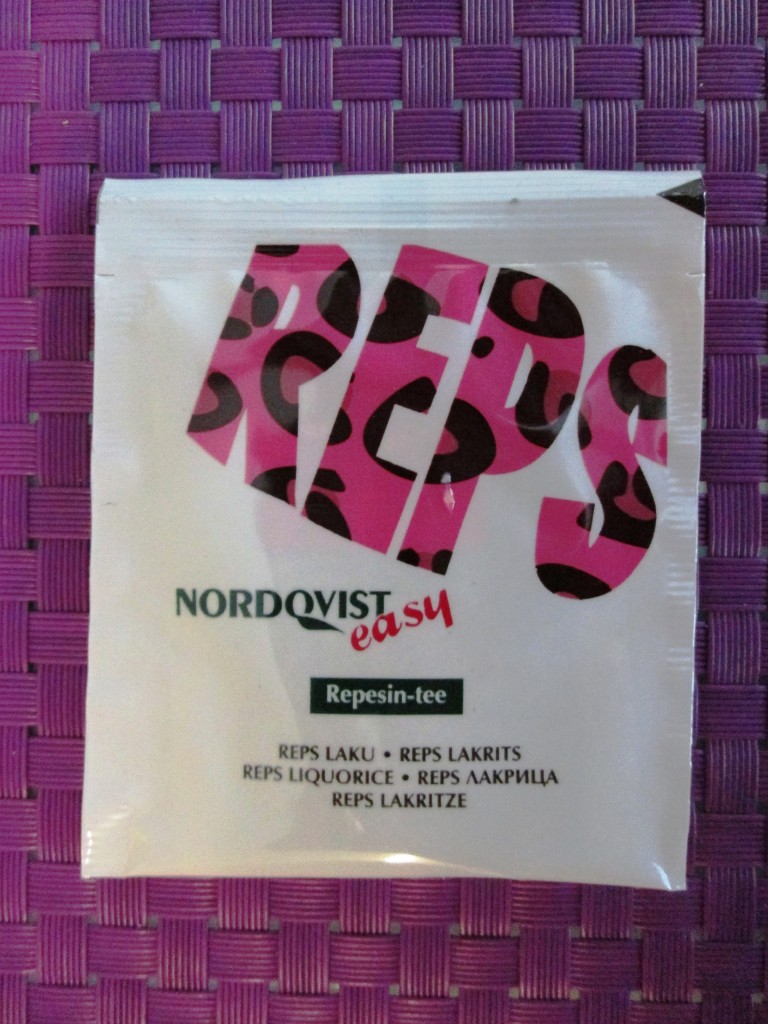 REPS
NORDQVIST
easy
Repesin-tee
REPS LAKU • REPS LAKRITS
REPS LIQUORICE • REPS ЛАКРИЦА
REPS LAKRITZE